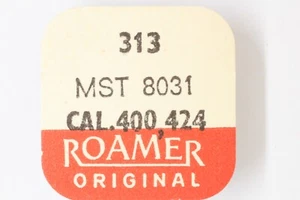 313
MST 8031
CAL.400,424
ROAMER
ORIGINAL